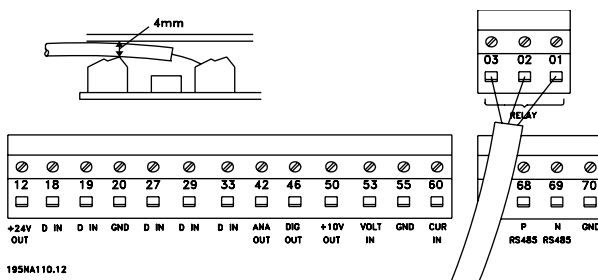 4mm
03 02 01
RELAY
12 18 19 20 27 29 33 42 46 50 53 55 60 68 69 70
+24V OUT D IN D IN GND D IN D IN D IN ANA OUT DIG OUT +10V OUT VOLT IN GND CUR IN P RS485 N RS485 GND
195NA110.12